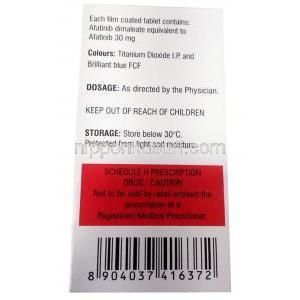 Each film coated tablet contains:
Afatinib dimaleate equivalent to
Afatinib 30 mg
Colours: Titanium Dioxide I.P. and
Brilliant blue FCF
DOSAGE: As directed by the Physician.
KEEP OUT OF REACH OF CHILDREN
STORAGE: Store below 30°C.
Protected from light and moisture.
SCHEDULE H PRESCRIPTION
DRUG - CAUTION
Not to be sold by retail without the
prescription of a
Registered Medical Practitioner.
8 904037 416372